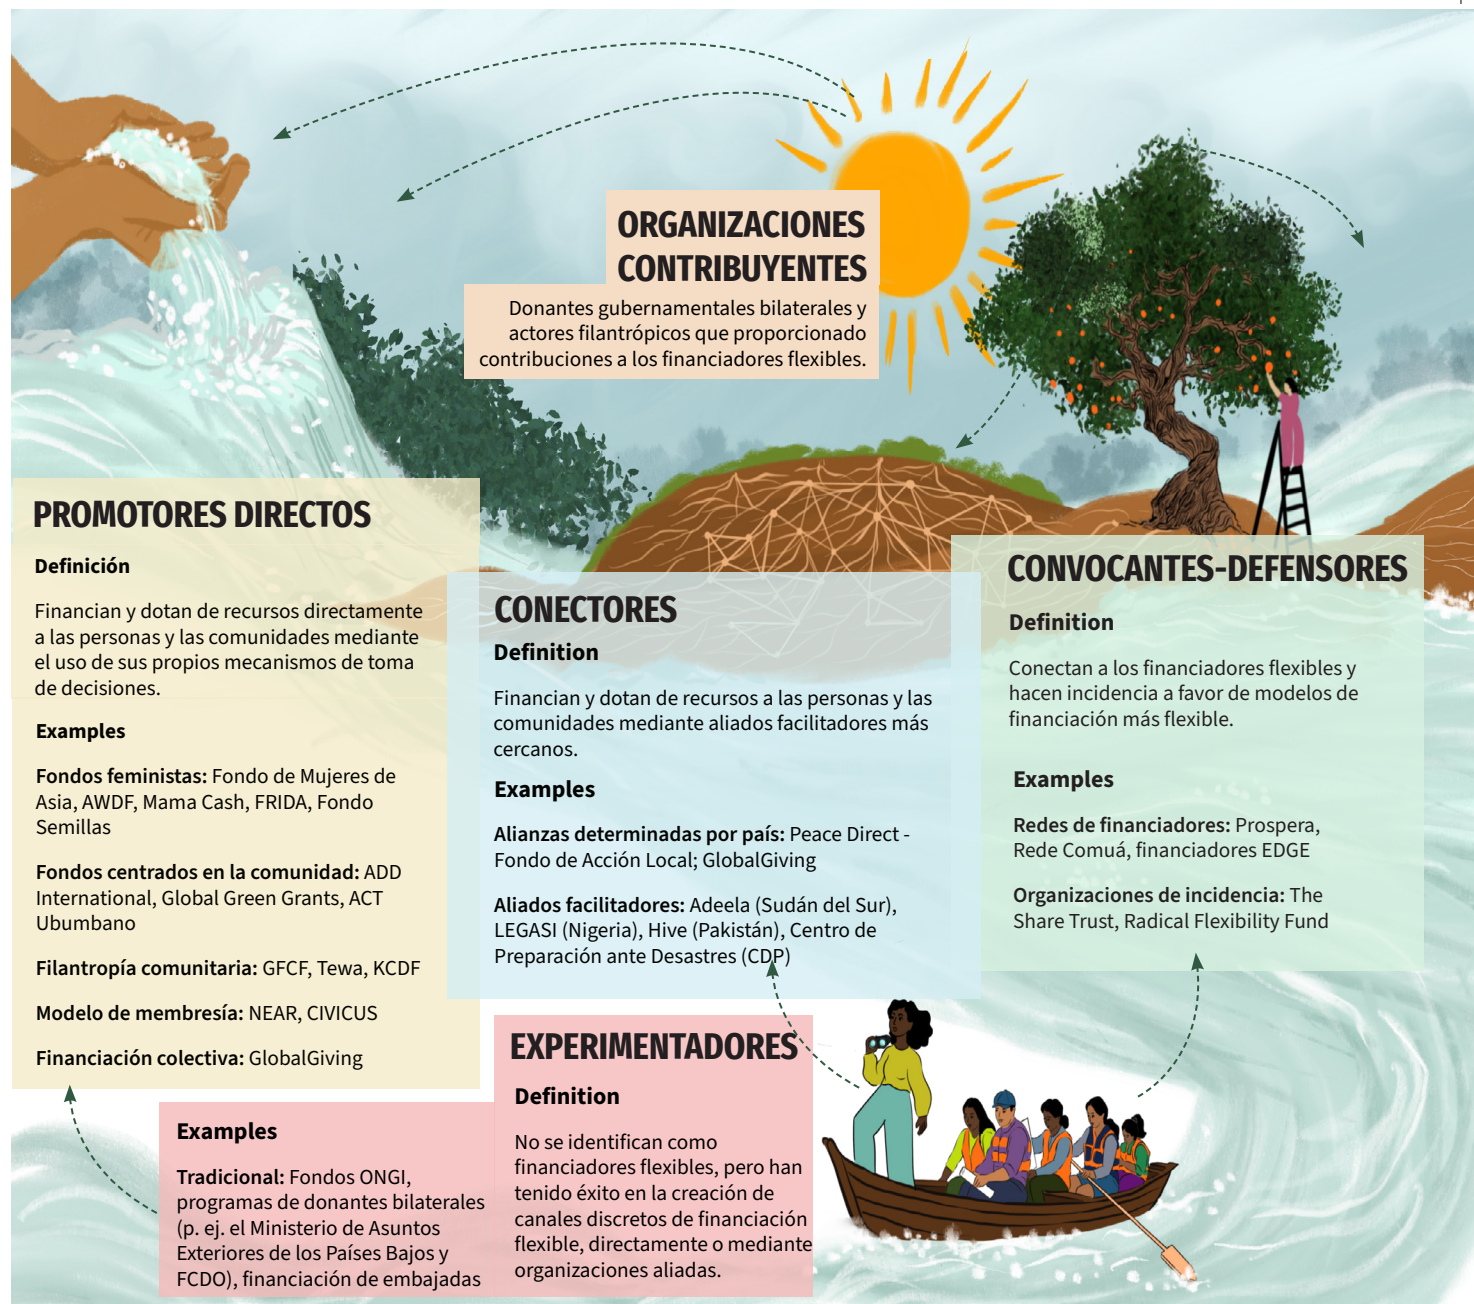 ORGANIZACIONES
CONTRIBUYENTES
Donantes gubernamentales bilaterales y
actores filantrópicos que proporcionado
contribuciones a los financiadores flexibles.
PROMOTORES DIRECTOS
Definición
Financian y dotan de recursos directamente
a las personas y las comunidades mediante
el uso de sus propios mecanismos de toma
de decisiones.
Examples
Fondos feministas: Fondo de Mujeres de
Asia, AWDF, Mama Cash, FRIDA, Fondo
Semillas
Fondos centrados en la comunidad: ADD
International, Global Green Grants, ACT
Ubumbano
Filantropía comunitaria: GFCF, Tewa, KCDF
Modelo de membresía: NEAR, CIVICUS
Financiación colectiva: GlobalGiving
CONECTORES
Definition
Financian y dotan de recursos a las personas y las
comunidades mediante aliados facilitadores más
cercanos.
Examples
Alianzas determinadas por país: Peace Direct -
Fondo de Acción Local; GlobalGiving
Aliados facilitadores: Adeela (Sudán del Sur),
LEGASI (Nigeria), Hive (Pakistán), Centro de
Preparación ante Desastres (CDP)
CONVOCANTES-DEFENSORES
Definition
Conectan a los financiadores flexibles y
hacen incidencia a favor de modelos de
financiación más flexible.
Examples
Redes de financiadores: Prospera,
Rede Comuá, financiadores EDGE
Organizaciones de incidencia: The
Share Trust, Radical Flexibility Fund
EXPERIMENTADORES
Definition
No se identifican como
financiadores flexibles, pero han
tenido éxito en la creación de
canales discretos de financiación
flexible, directamente o mediante
organizaciones aliadas.
Examples
Tradicional: Fondos ONGI,
programas de donantes bilaterales
(p. ej. el Ministerio de Asuntos
Exteriores de los Países Bajos y
FCDO), financiación de embajadas